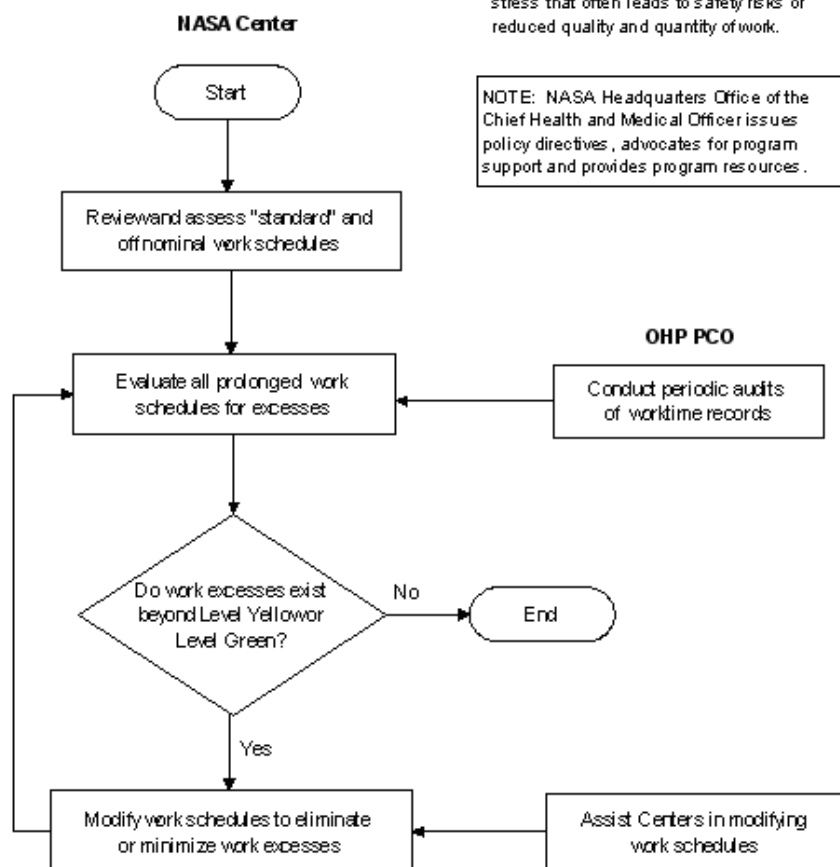 NASA Center
stress that often leads to safety risks or
reduced quality and quantity of work.
Start
NOTE: NASA Headquarters Office of the
Chief Health and Medical Officer issues
policy directives, advocates for program
support and provides program resources.
Review and assess "standard" and
off nominal work schedules
OHP PCO
Evaluate all prolonged work
schedules for excesses
Conduct periodic audits
of worktime records
Do work excesses exist
beyond Level Yellow or
Level Green?
No
End
Yes
Modify work schedules to eliminate
or minimize work excesses
Assist Centers in modifying
work schedules